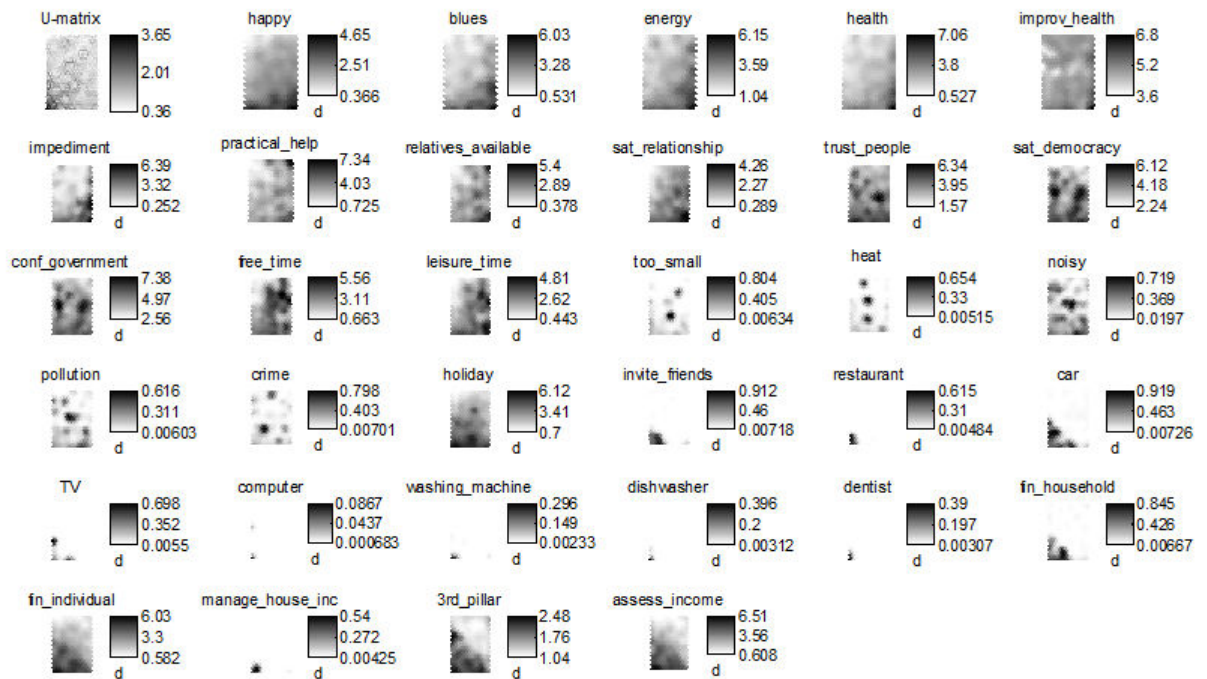 U-matrix happy blues energy health improv_health
3.65 4.65 6.03 6.15 7.06 6.8
2.01 2.51 3.28 3.59 3.8 5.2
0.36 0.366 0.531 1.04 0.527 3.6
d d d d d
impediment practical_help relatives_available sat_relationship trust_people sat_democracy
6.39 7.34 5.4 4.26 6.34 6.12
3.32 4.03 2.89 2.27 3.95 4.18
0.252 0.725 0.378 0.289 1.57 2.24
d d d d d d
conf_government free_time leisure_time too_small heat noisy
7.38 5.56 4.81 0.804 0.654 0.719
4.97 3.11 2.62 0.405 0.33 0.369
2.56 0.663 0.443 0.00634 0.00515 0.0197
d d d d d d
pollution crime holiday invite_friends restaurant car
0.616 0.798 6.12 0.912 0.615 0.919
0.311 0.403 3.41 0.46 0.31 0.463
0.00603 0.00701 0.7 0.00718 0.00484 0.00726
d d d d d d
TV computer washing_machine dishwasher dentist fin_household
0.698 0.0867 0.296 0.396 0.39 0.845
0.352 0.0437 0.149 0.2 0.197 0.426
0.0055 0.000683 0.00233 0.00312 0.00307 0.00667
d d d d d d
fin_individual manage_house_inc 3rd_pillar assess_income
6.03 0.54 2.48 6.51
3.3 0.272 1.76 3.56
0.582 0.00425 1.04 0.608
d d d d